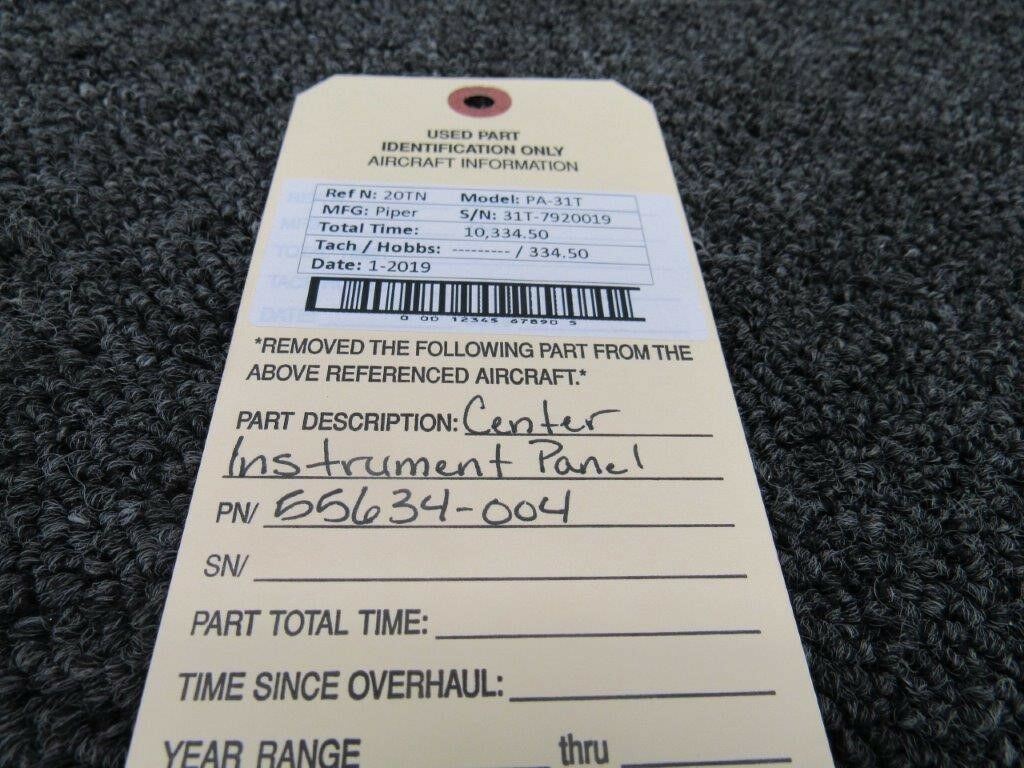 USED PART
IDENTIFICATION ONLY
AIRCRAFT INFORMATION
Ref N: 20TN Model: PA-31T
MFG: Piper S/N: 31T-7920019
Total Time: 10,334.50
Tach / Hobbs: --------- / 334.50
Date: 1-2019
0 00 12345 67890 5
*REMOVED THE FOLLOWING PART FROM THE
ABOVE REFERENCED AIRCRAFT.*
PART DESCRIPTION: Center
Instrument Panel
PN/ 55634-004
SN/
PART TOTAL TIME:
TIME SINCE OVERHAUL:
YEAR RANGE thru